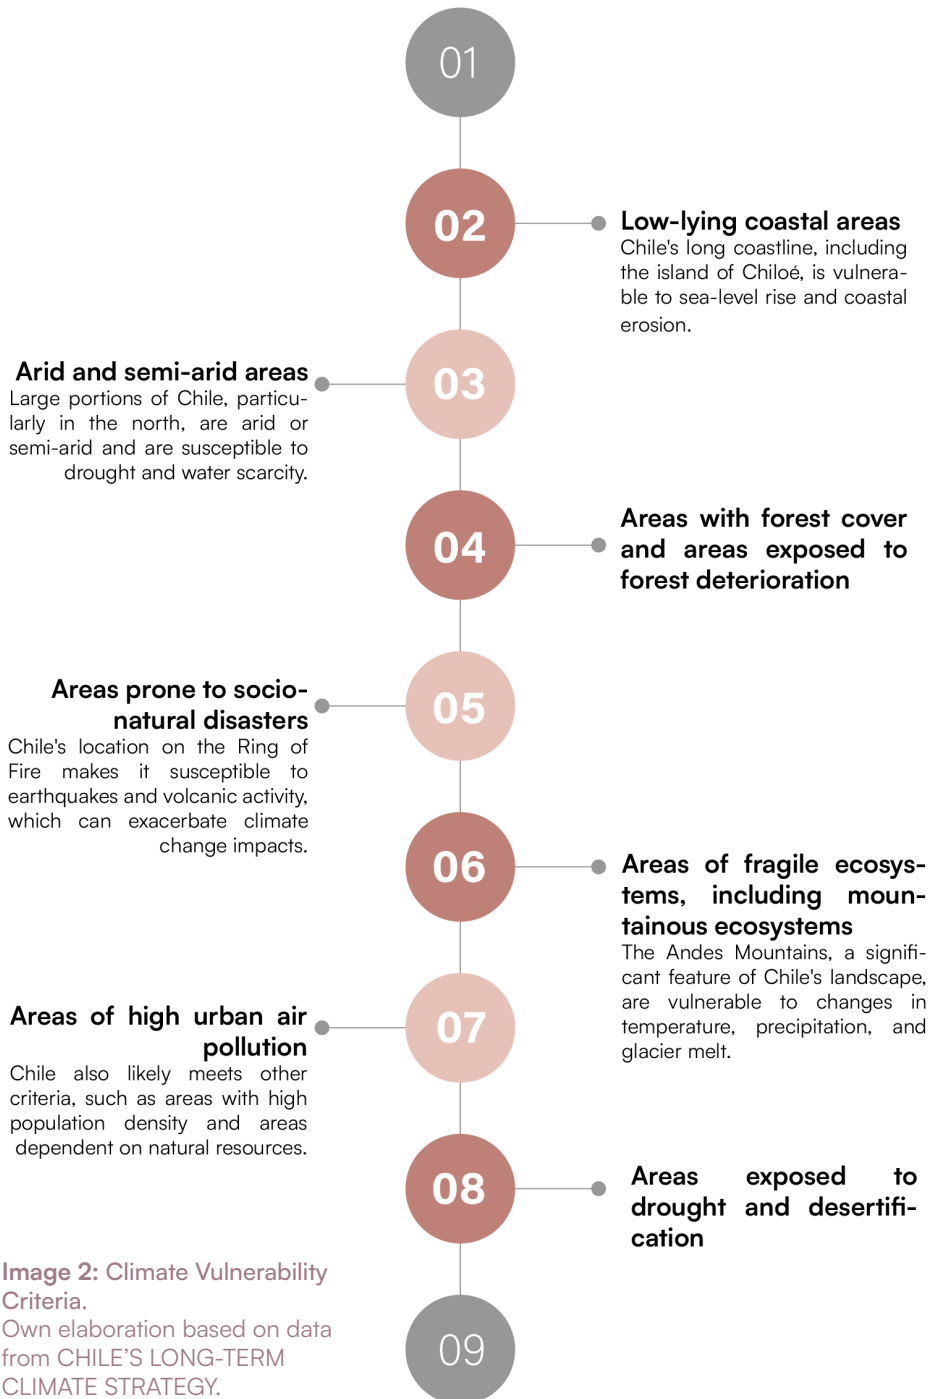 01
02
Low-lying coastal areas
Chile's long coastline, including
the island of Chiloé, is vulnera-
ble to sea-level rise and coastal
erosion.
03
Arid and semi-arid areas
Large portions of Chile, particu-
larly in the north, are arid or
semi-arid and are susceptible to
drought and water scarcity.
04
Areas with forest cover
and areas exposed to
forest deterioration
05
Areas prone to socio-
natural disasters
Chile's location on the Ring of
Fire makes it susceptible to
earthquakes and volcanic activity,
which can exacerbate climate
change impacts.
06
Areas of fragile ecosys-
tems, including moun-
tainous ecosystems
The Andes Mountains, a signifi-
cant feature of Chile's landscape,
are vulnerable to changes in
temperature, precipitation, and
glacier melt.
07
Areas of high urban air
pollution
Chile also likely meets other
criteria, such as areas with high
population density and areas
dependent on natural resources.
08
Areas exposed to
drought and desertifi-
cation
09
Image 2: Climate Vulnerability
Criteria.
Own elaboration based on data
from CHILE’S LONG-TERM
CLIMATE STRATEGY.